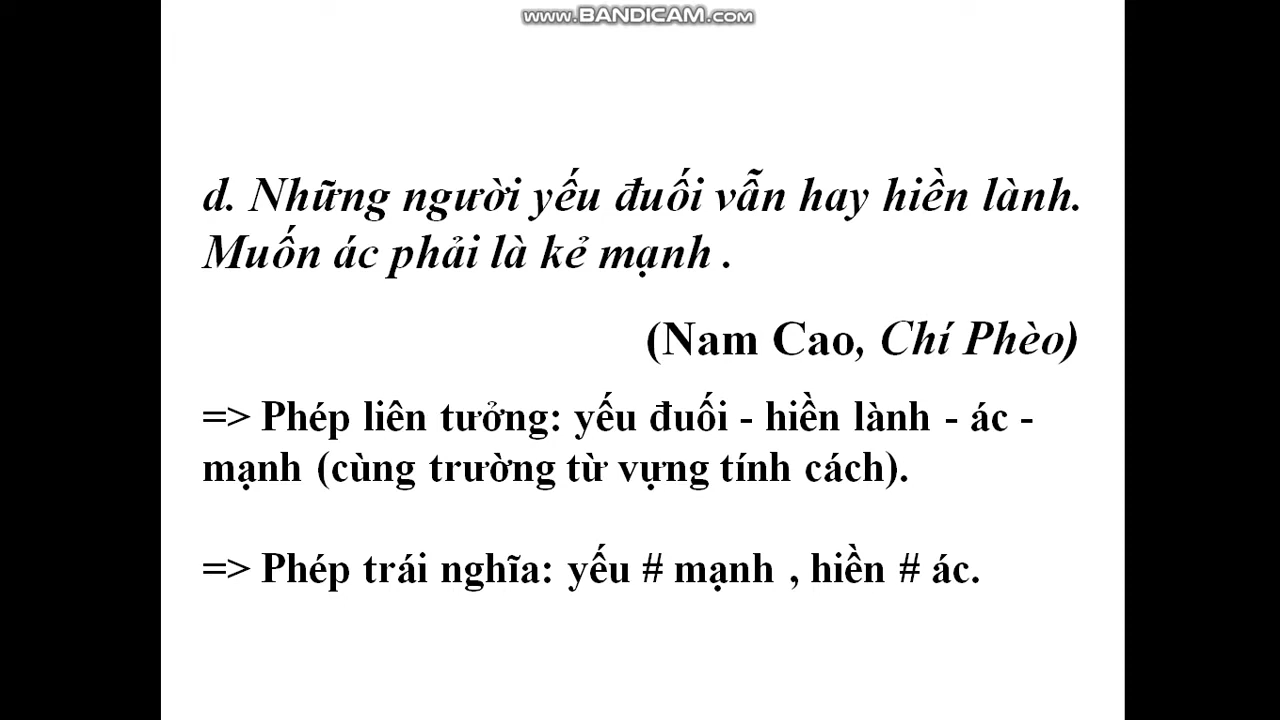 www.BANDICAM.com
d. Những người yếu đuối vẫn hay hiền lành.
Muốn ác phải là kẻ mạnh .
(Nam Cao, Chí Phèo)
=> Phép liên tưởng: yếu đuối - hiền lành - ác -
mạnh (cùng trường từ vựng tính cách).
=> Phép trái nghĩa: yếu # mạnh , hiền # ác.